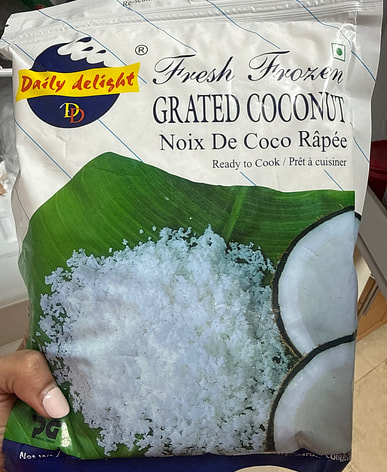 Daily delight
DD
®
Fresh Frozen
GRATED COCONUT
Noix De Coco Râpée
Ready to Cook / Prêt à cuisiner